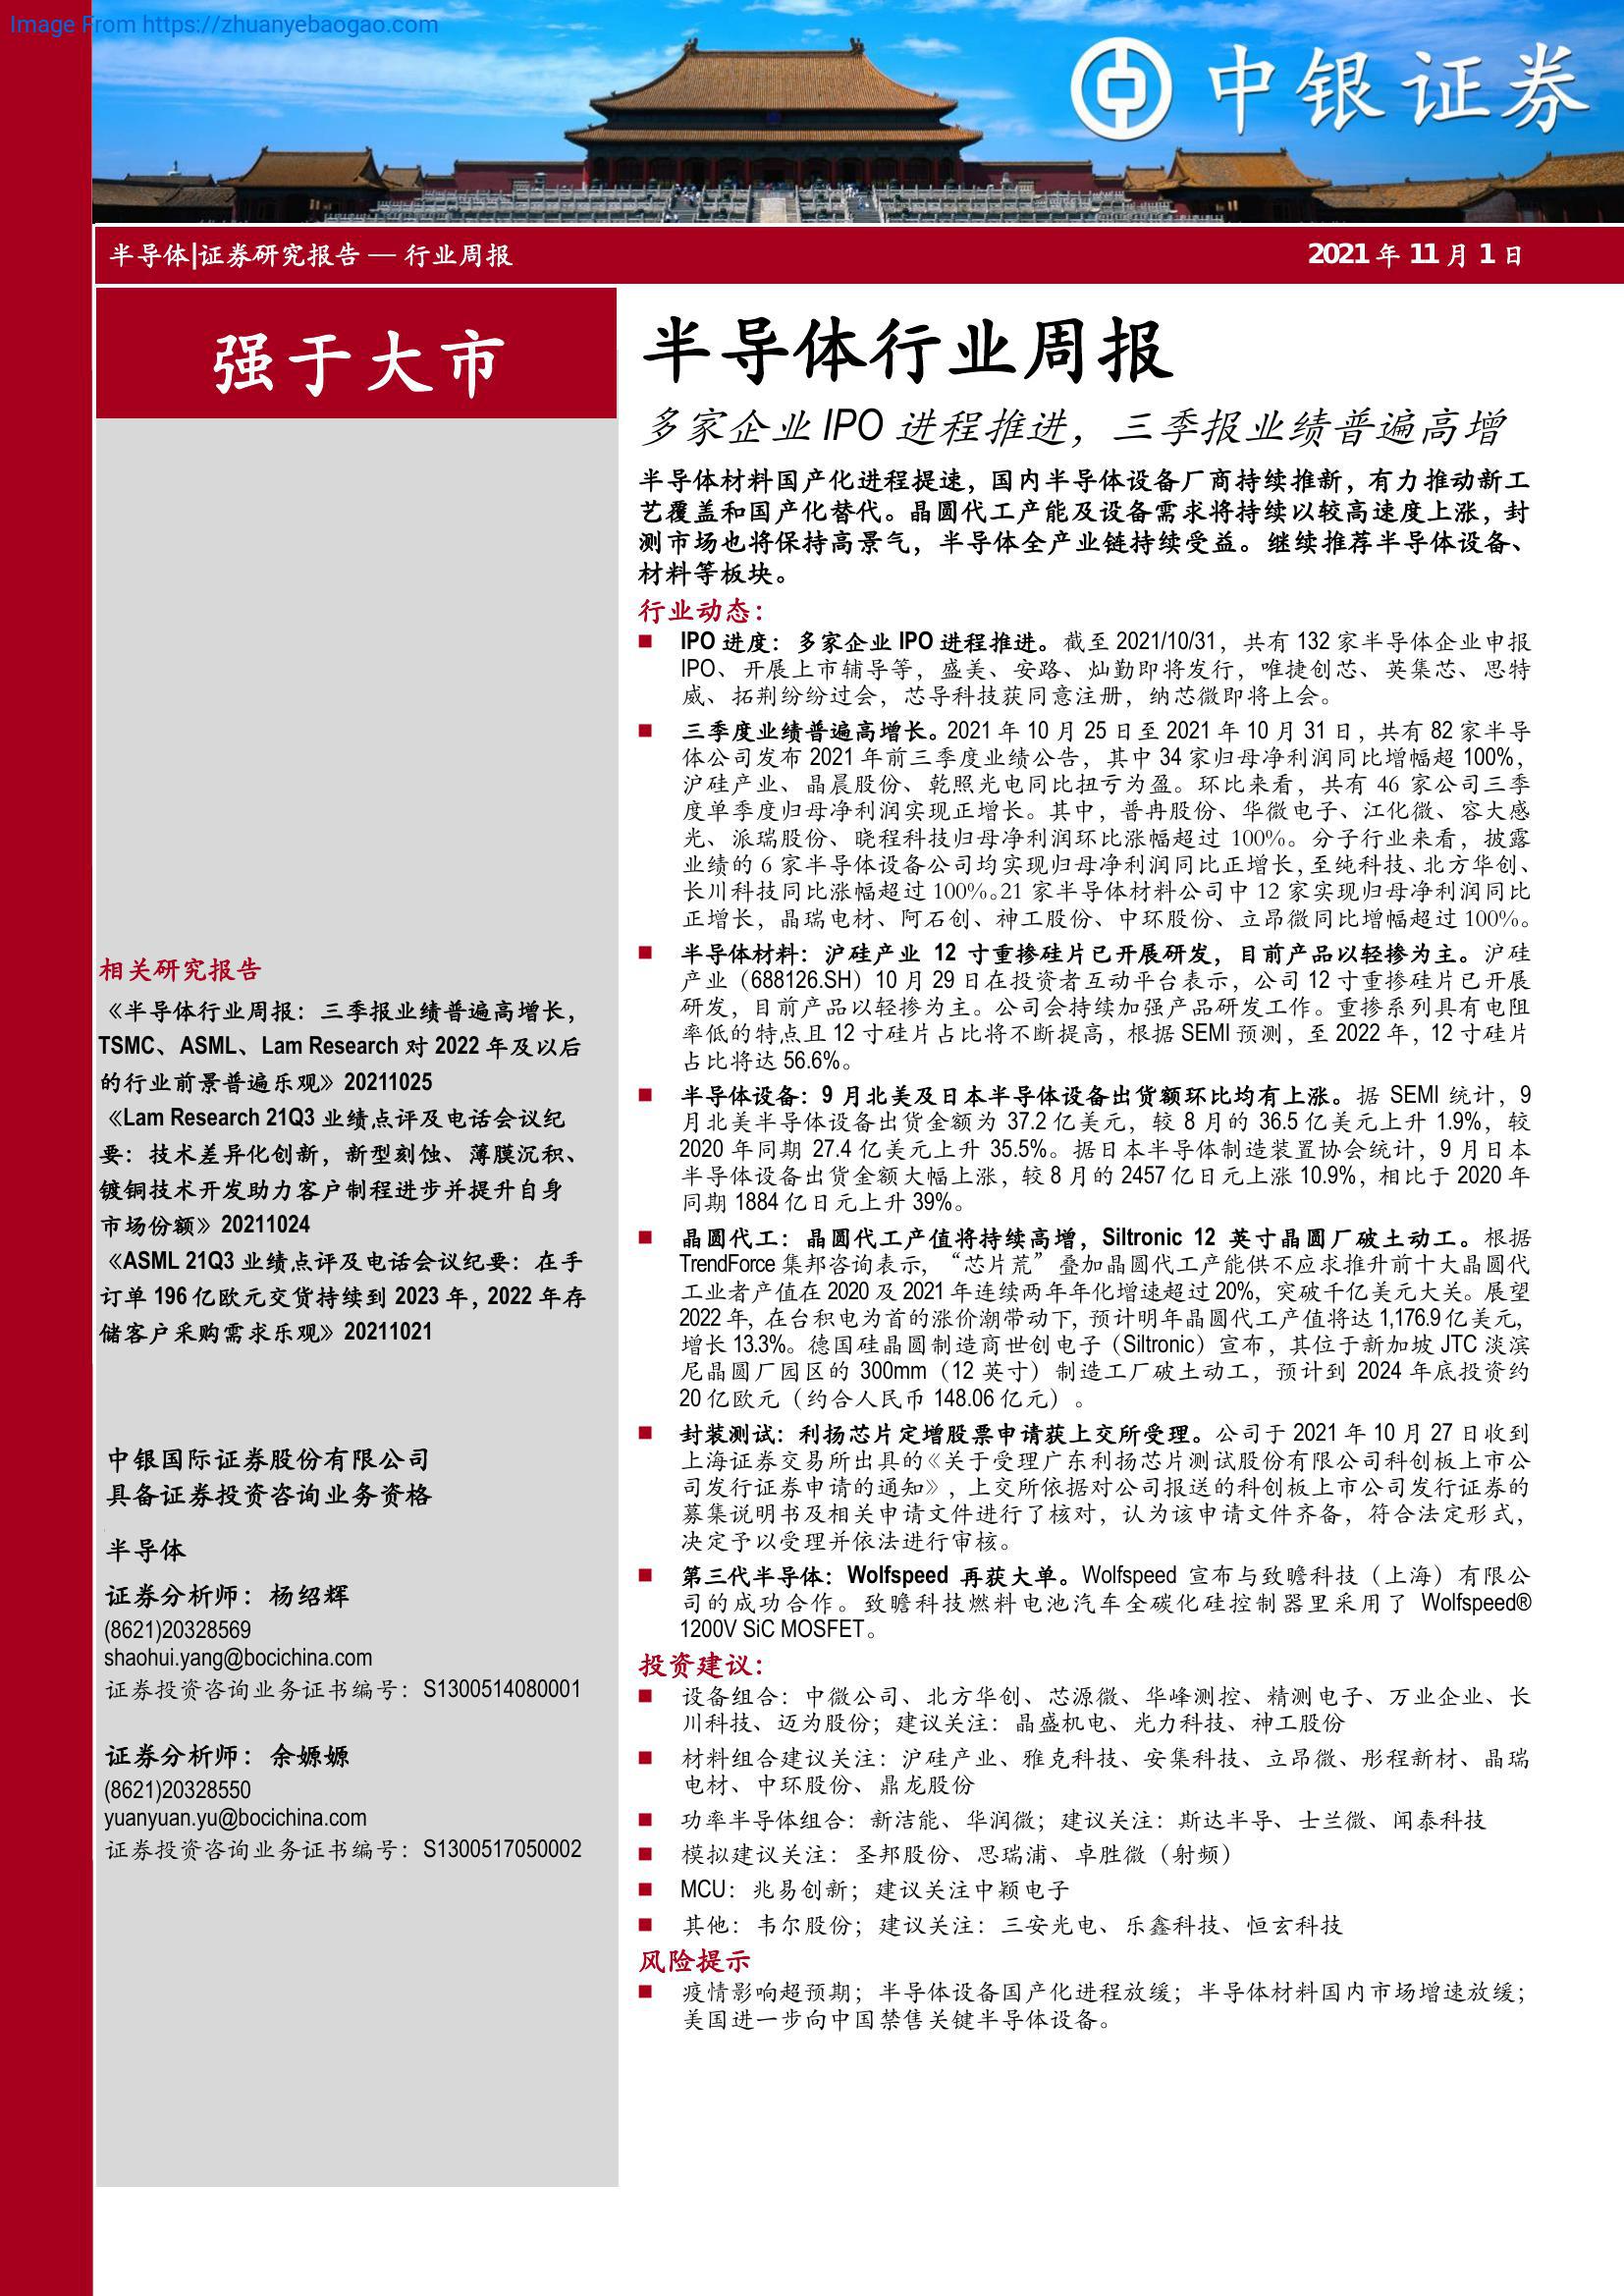 Image From https://zhuanyebaogao.com
中银证券
半导体|证券研究报告 — 行业周报
2021 年 11 月 1 日
强于大市
半导体行业周报
多家企业 IPO 进程推进，三季报业绩普遍高增
半导体材料国产化进程提速，国内半导体设备厂商持续推新，有力推动新工
艺覆盖和国产化替代。晶圆代工产能及设备需求将持续以较高速度上涨，封
测市场也将保持高景气，半导体全产业链持续受益。继续推荐半导体设备、
材料等板块。
行业动态：
■ IPO 进度：多家企业 IPO 进程推进。截至 2021/10/31，共有 132 家半导体企业申报
IPO、开展上市辅导等，盛美、安路、灿勤即将发行，唯捷创芯、英集芯、思特
威、拓荆纷纷过会，芯导科技获同意注册，纳芯微即将上会。
■ 三季度业绩普遍高增长。2021 年 10 月 25 日至 2021 年 10 月 31 日，共有 82 家半导
体公司发布 2021 年前三季度业绩公告，其中 34 家归母净利润同比增幅超 100%，
沪硅产业、晶晨股份、乾照光电同比扭亏为盈。环比来看，共有 46 家公司三季
度单季度归母净利润实现正增长。其中，普冉股份、华微电子、江化微、容大感
光、派瑞股份、晓程科技归母净利润环比涨幅超过 100%。分子行业来看，披露
业绩的 6 家半导体设备公司均实现归母净利润同比正增长，至纯科技、北方华创、
长川科技同比涨幅超过 100%。21 家半导体材料公司中 12 家实现归母净利润同比
正增长，晶瑞电材、阿石创、神工股份、中环股份、立昂微同比增幅超过 100%。
■ 半导体材料：沪硅产业 12 寸重掺硅片已开展研发，目前产品以轻掺为主。沪硅
产业（688126.SH）10 月 29 日在投资者互动平台表示，公司 12 寸重掺硅片已开展
研发，目前产品以轻掺为主。公司会持续加强产品研发工作。重掺系列具有电阻
率低的特点且 12 寸硅片占比将不断提高，根据 SEMI 预测，至 2022 年，12 寸硅片
占比将达 56.6%。
■ 半导体设备：9 月北美及日本半导体设备出货额环比均有上涨。据 SEMI 统计，9
月北美半导体设备出货金额为 37.2 亿美元，较 8 月的 36.5 亿美元上升 1.9%，较
2020 年同期 27.4 亿美元上升 35.5%。据日本半导体制造装置协会统计，9 月日本
半导体设备出货金额大幅上涨，较 8 月的 2457 亿日元上涨 10.9%，相比于 2020 年
同期 1884 亿日元上升 39%。
■ 晶圆代工：晶圆代工产值将持续高增，Siltronic 12 英寸晶圆厂破土动工。根据
TrendForce 集邦咨询表示，“芯片荒”叠加晶圆代工产能供不应求推升前十大晶圆代
工业者产值在 2020 及 2021 年连续两年年化增速超过 20%，突破千亿美元大关。展望
2022 年，在台积电为首的涨价潮带动下，预计明年晶圆代工产值将达 1,176.9 亿美元，
增长 13.3%。德国硅晶圆制造商世创电子（Siltronic）宣布，其位于新加坡 JTC 淡滨
尼晶圆厂园区的 300mm（12 英寸）制造工厂破土动工，预计到 2024 年底投资约
20 亿欧元（约合人民币 148.06 亿元）。
■ 封装测试：利扬芯片定增股票申请获上交所受理。公司于 2021 年 10 月 27 日收到
上海证券交易所出具的《关于受理广东利扬芯片测试股份有限公司科创板上市公
司发行证券申请的通知》，上交所依据对公司报送的科创板上市公司发行证券的
募集说明书及相关申请文件进行了核对，认为该申请文件齐备，符合法定形式，
决定予以受理并依法进行审核。
■ 第三代半导体：Wolfspeed 再获大单。Wolfspeed 宣布与致瞻科技（上海）有限公
司的成功合作。致瞻科技燃料电池汽车全碳化硅控制器里采用了 Wolfspeed®
1200V SiC MOSFET。
投资建议：
■ 设备组合：中微公司、北方华创、芯源微、华峰测控、精测电子、万业企业、长
川科技、迈为股份；建议关注：晶盛机电、光力科技、神工股份
■ 材料组合建议关注：沪硅产业、雅克科技、安集科技、立昂微、彤程新材、晶瑞
电材、中环股份、鼎龙股份
■ 功率半导体组合：新洁能、华润微；建议关注：斯达半导、士兰微、闻泰科技
■ 模拟建议关注：圣邦股份、思瑞浦、卓胜微（射频）
■ MCU：兆易创新；建议关注中颖电子
■ 其他：韦尔股份；建议关注：三安光电、乐鑫科技、恒玄科技
风险提示
■ 疫情影响超预期；半导体设备国产化进程放缓；半导体材料国内市场增速放缓；
美国进一步向中国禁售关键半导体设备。
相关研究报告
《半导体行业周报：三季报业绩普遍高增长，
TSMC、ASML、Lam Research 对 2022 年及以后
的行业前景普遍乐观》20211025
《Lam Research 21Q3 业绩点评及电话会议纪
要：技术差异化创新，新型刻蚀、薄膜沉积、
镀铜技术开发助力客户制程进步并提升自身
市场份额》20211024
《ASML 21Q3 业绩点评及电话会议纪要：在手
订单 196 亿欧元交货持续到 2023 年，2022 年存
储客户采购需求乐观》20211021
中银国际证券股份有限公司
具备证券投资咨询业务资格
半导体
证券分析师：杨绍辉
(8621)20328569
shaohui.yang@bocichina.com
证券投资咨询业务证书编号：S1300514080001
证券分析师：余嫄嫄
(8621)20328550
yuanyuan.yu@bocichina.com
证券投资咨询业务证书编号：S1300517050002